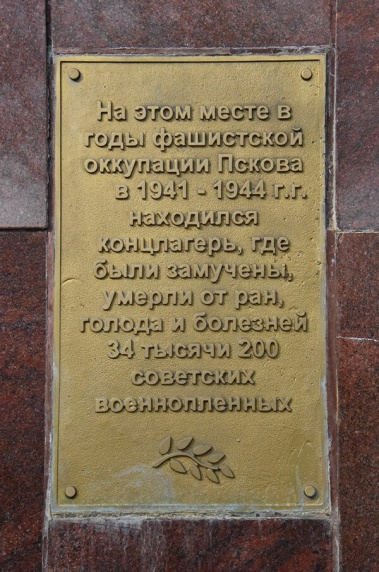 На этом месте в
годы фашистской
оккупации Пскова
в 1941 - 1944 г.г.
находился
концлагерь, где
были замучены,
умерли от ран,
голода и болезней
34 тысячи 200
советских
военнопленных